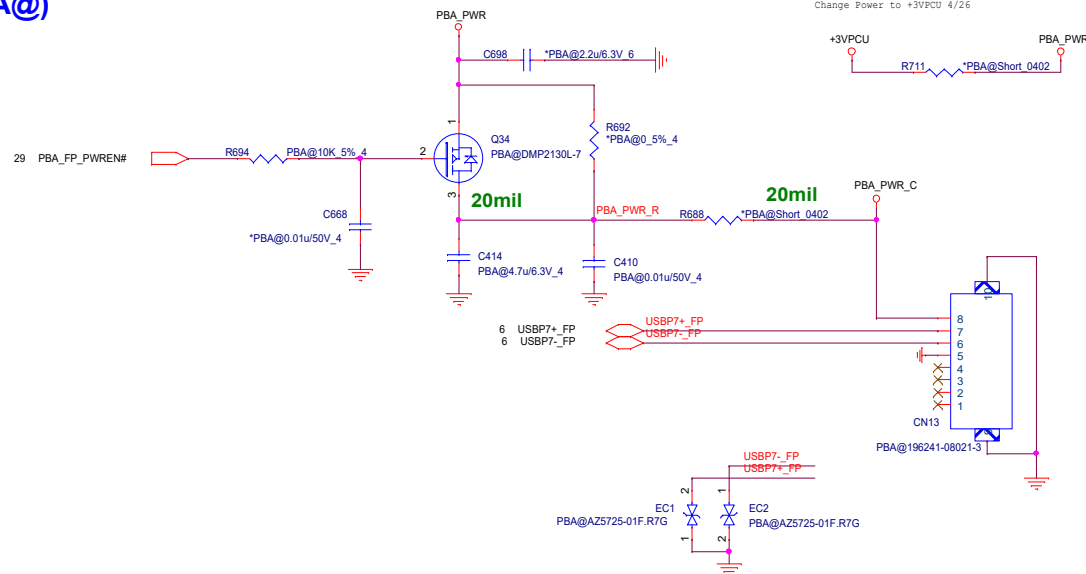 A@)
Change Power to +3VPCU 4/26
PBA_PWR
+3VPCU
PBA_PWR
C698
*PBA@2.2u/6.3V_6
R711
*PBA@Short_0402
1
R692
*PBA@0_5%_4
Q34
PBA@DMP2130L-7
29 PBA_FP_PWREN#
R694
PBA@10K_5%_4
2
3
20mil
20mil
PBA_PWR_C
C668
*PBA@0.01u/50V_4
PBA_PWR_R
R688
*PBA@Short_0402
C414
PBA@4.7u/6.3V_4
C410
PBA@0.01u/50V_4
10
8
6 USBP7+_FP
USBP7+_FP
7
6 USBP7-_FP
USBP7-_FP
6
5
4
3
2
1
CN13
PBA@196241-08021-3
USBP7-_FP
USBP7+_FP
2
1
EC1
PBA@AZ5725-01F.R7G
EC2
PBA@AZ5725-01F.R7G
1
2